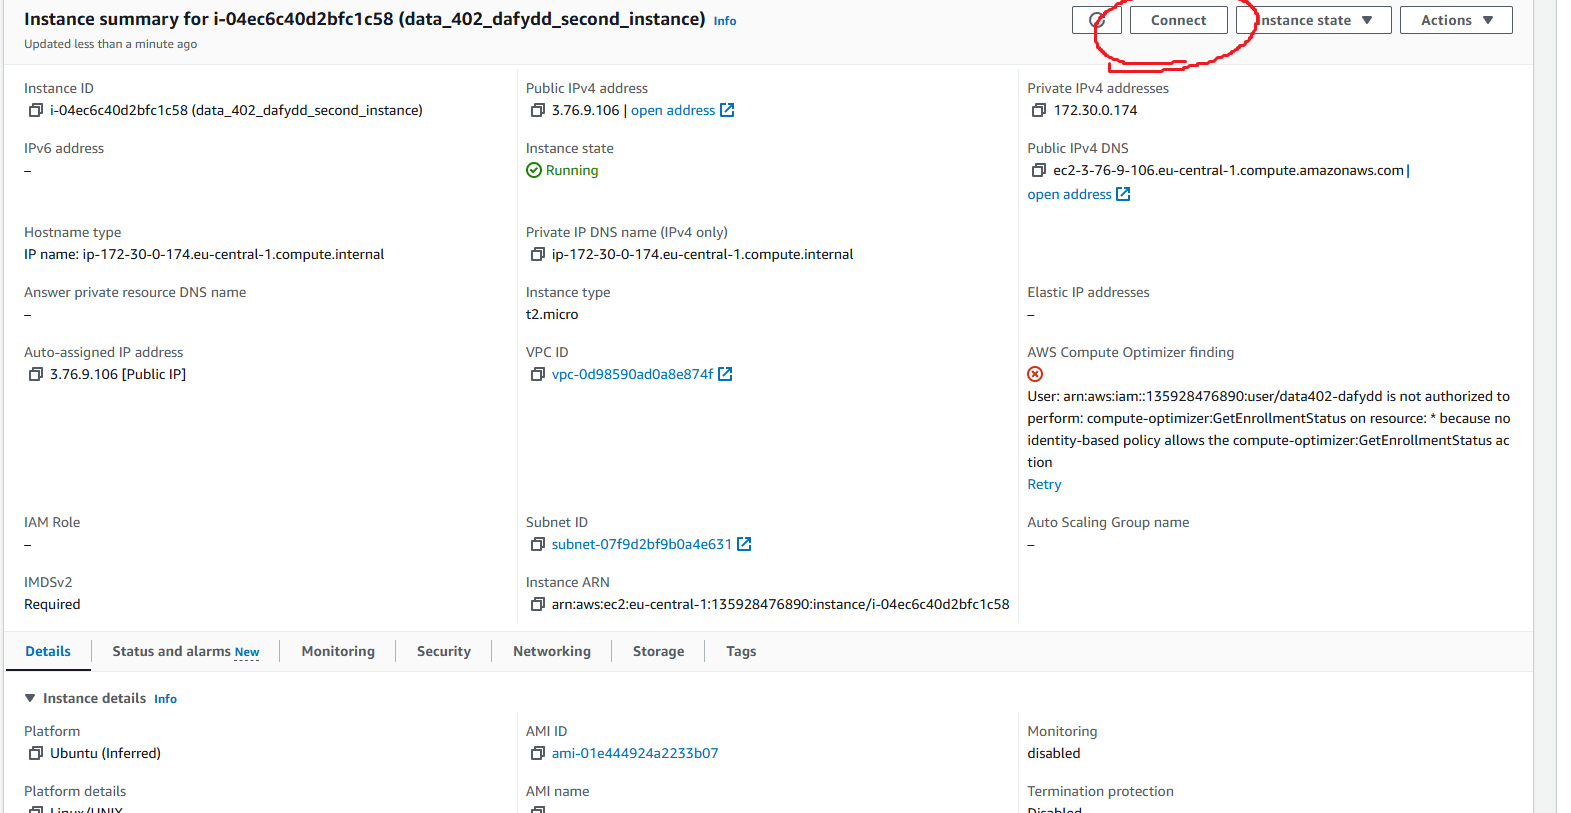 Instance summary for i-04ec6c40d2bfc1c58 (data_402_dafydd_second_instance) Info
Updated less than a minute ago
Connect
Instance state
Actions
Instance ID
i-04ec6c40d2bfc1c58 (data_402_dafydd_second_instance)
Public IPv4 address
3.76.9.106 | open address
Private IPv4 addresses
172.30.0.174
IPv6 address
–
Instance state
Running
Public IPv4 DNS
ec2-3-76-9-106.eu-central-1.compute.amazonaws.com |
open address
Hostname type
IP name: ip-172-30-0-174.eu-central-1.compute.internal
Private IP DNS name (IPv4 only)
ip-172-30-0-174.eu-central-1.compute.internal
Answer private resource DNS name
–
Instance type
t2.micro
Elastic IP addresses
–
Auto-assigned IP address
3.76.9.106 [Public IP]
VPC ID
vpc-0d98590ad0a8e874f
AWS Compute Optimizer finding
User: arn:aws:iam::135928476890:user/data402-dafydd is not authorized to
perform: compute-optimizer:GetEnrollmentStatus on resource: * because no
identity-based policy allows the compute-optimizer:GetEnrollmentStatus ac
tion
Retry
IAM Role
–
Subnet ID
subnet-07f9d2bf9b0a4e631
Auto Scaling Group name
–
IMDSv2
Required
Instance ARN
arn:aws:ec2:eu-central-1:135928476890:instance/i-04ec6c40d2bfc1c58
Details
Status and alarms New
Monitoring
Security
Networking
Storage
Tags
Instance details Info
Platform
Ubuntu (Inferred)
AMI ID
ami-01e444924a2233b07
Monitoring
disabled
Platform details
Linux/UNIX
AMI name
Termination protection
Disabled